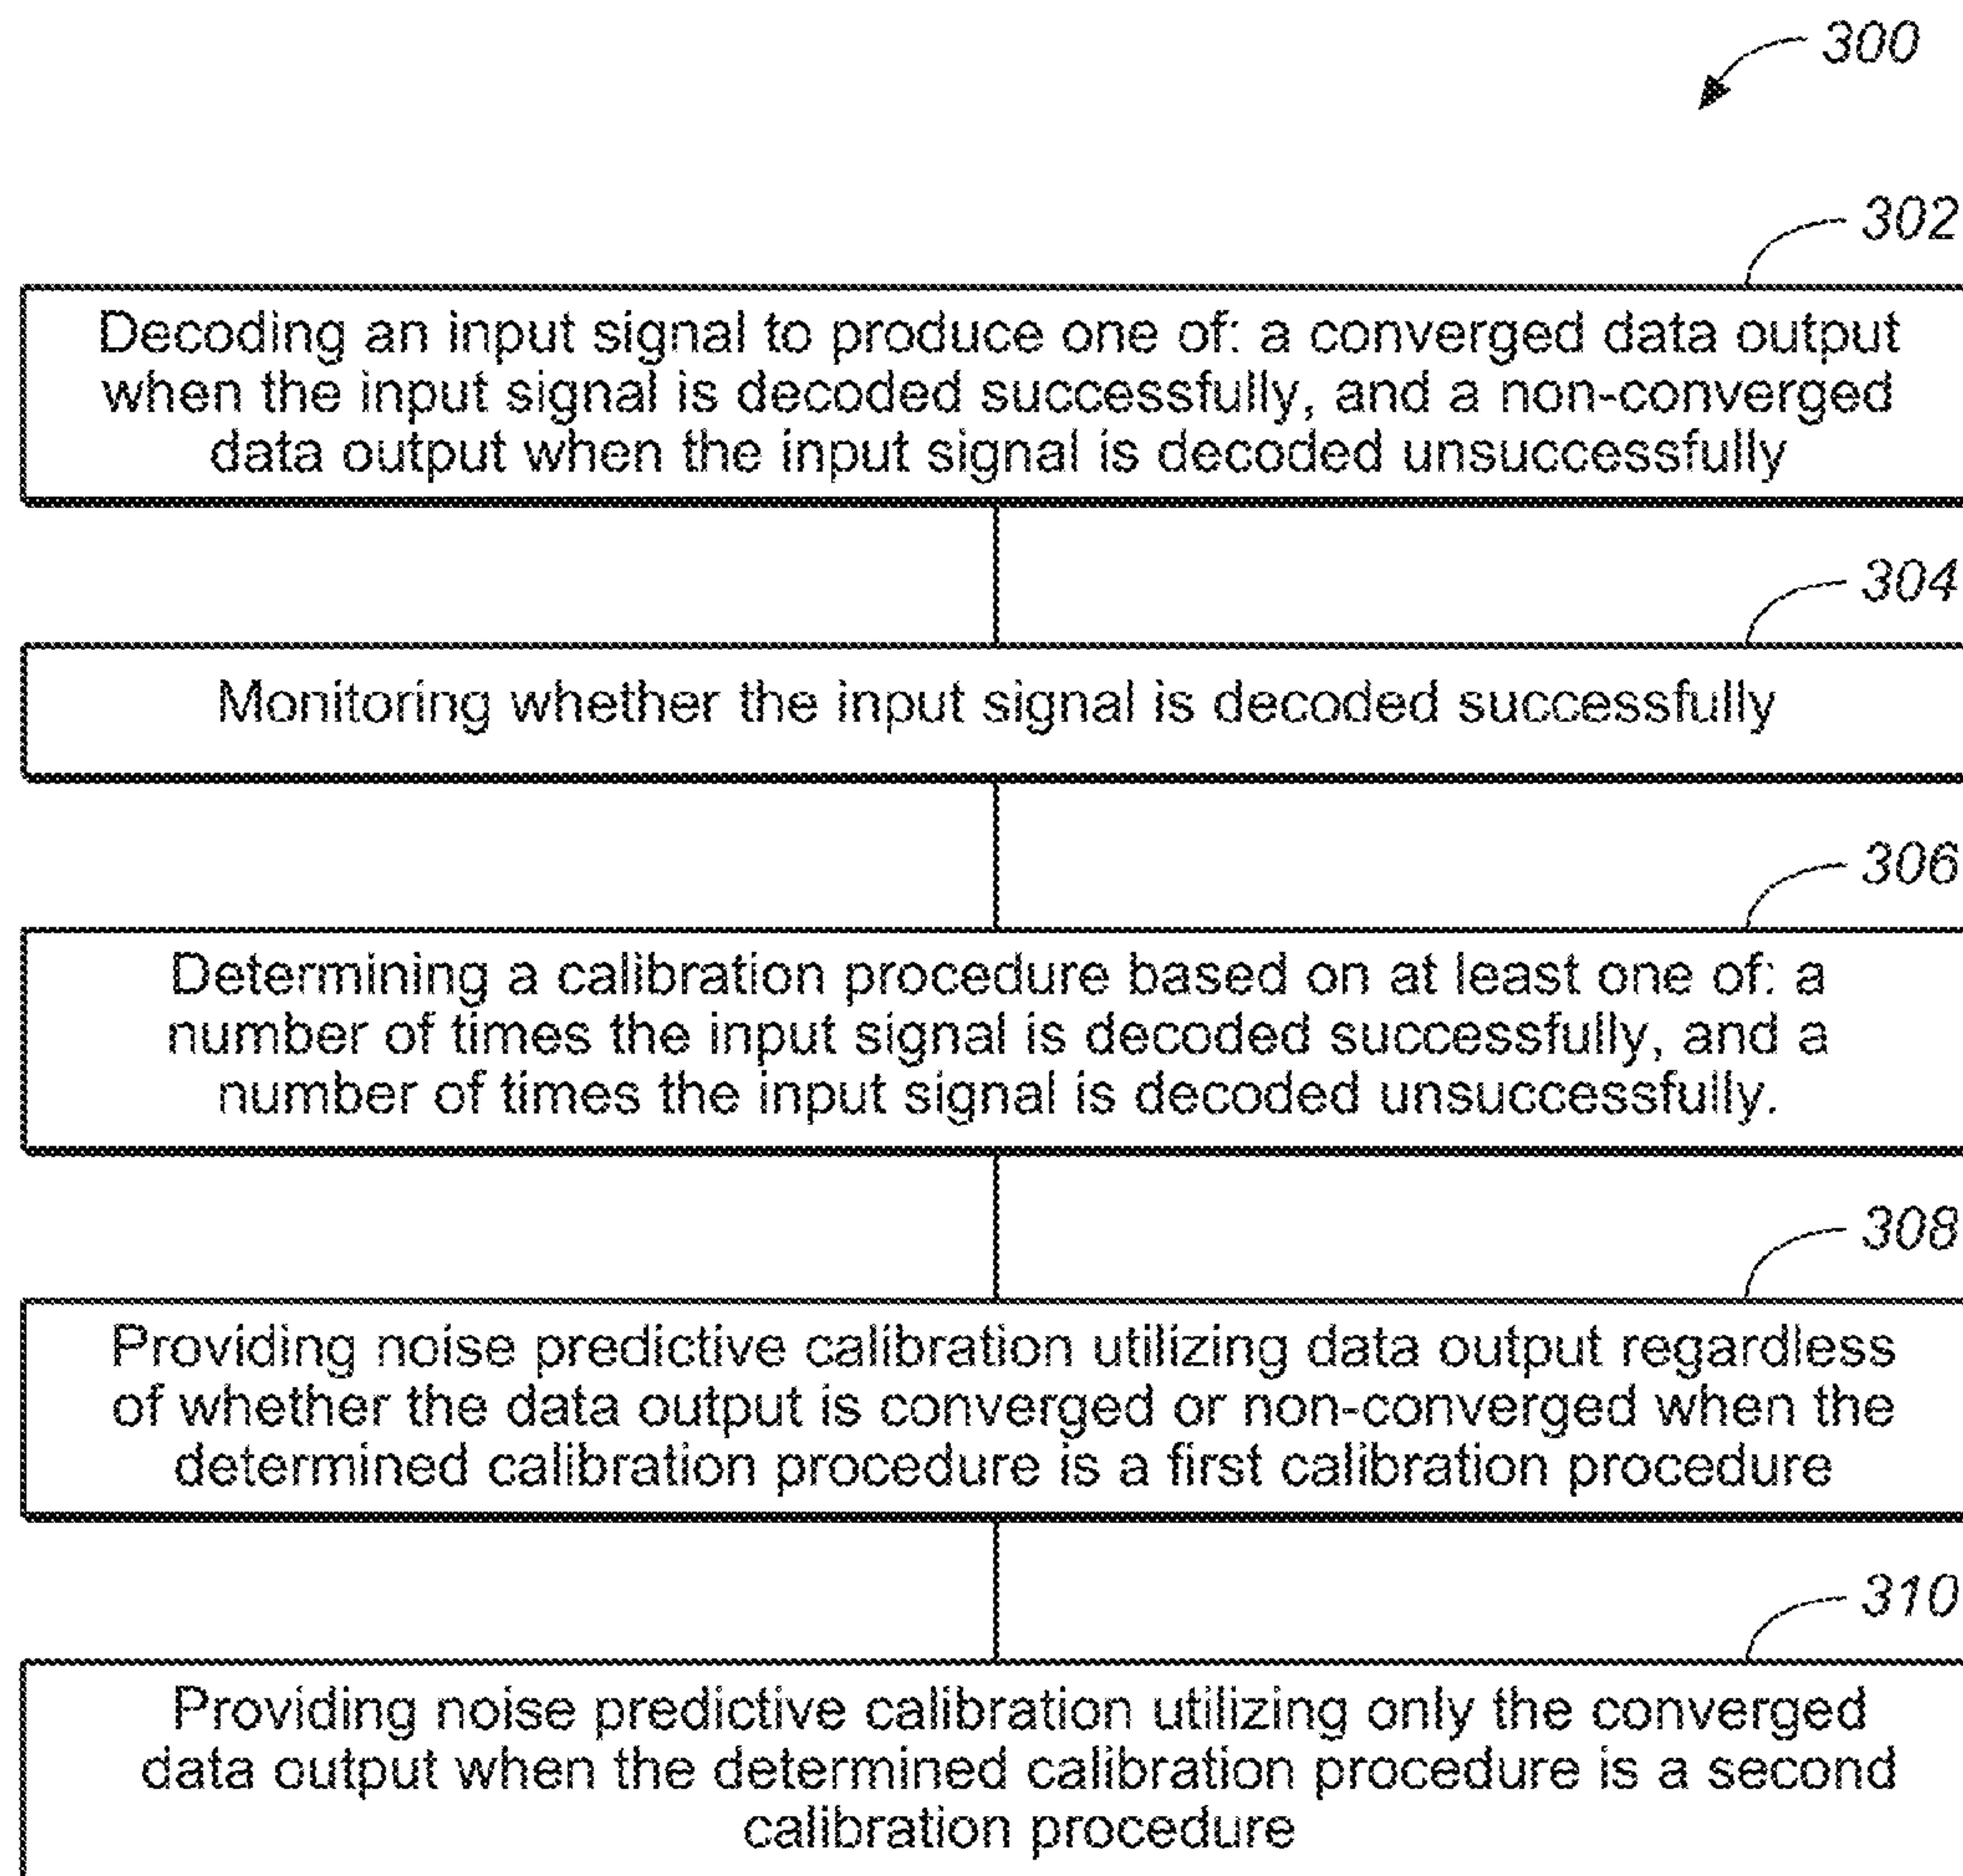 300
302
Decoding an input signal to produce one of: a converged data output
when the input signal is decoded successfully, and a non-converged
data output when the input signal is decoded unsuccessfully
304
Monitoring whether the input signal is decoded successfully
306
Determining a calibration procedure based on at least one of: a
number of times the input signal is decoded successfully, and a
number of times the input signal is decoded unsuccessfully.
308
Providing noise predictive calibration utilizing data output regardless
of whether the data output is converged or non-converged when the
determined calibration procedure is a first calibration procedure
310
Providing noise predictive calibration utilizing only the converged
data output when the determined calibration procedure is a second
calibration procedure